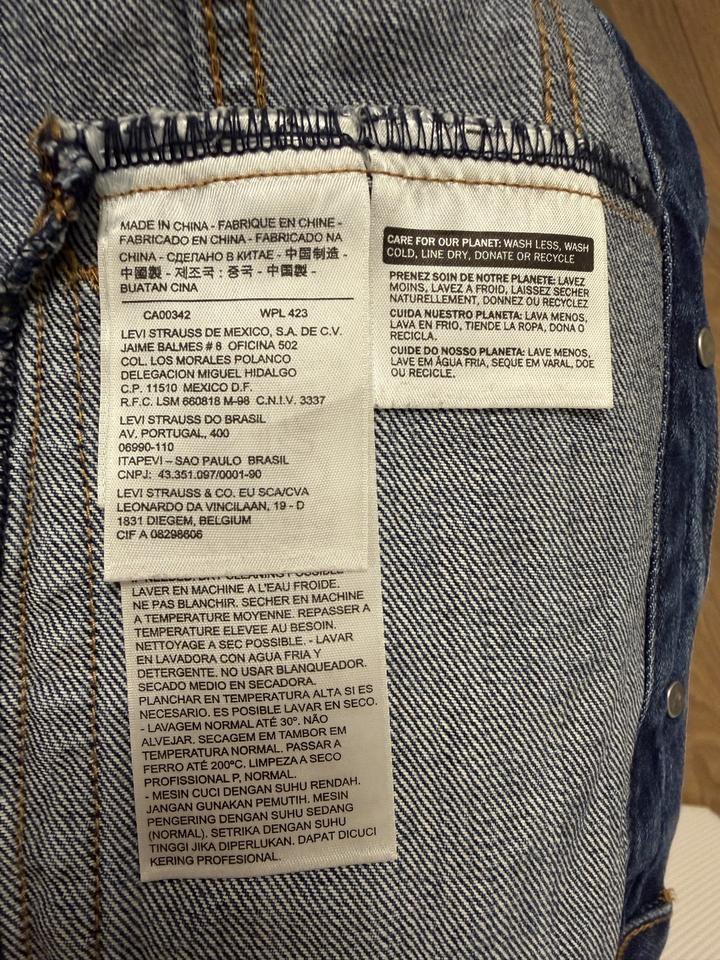 MADE IN CHINA - FABRIQUE EN CHINE -
FABRICADO EN CHINA - FABRICADO NA
CHINA - СДЕЛАНО В КИТАЕ - 中国制造 -
中國製 - 제조국 : 중국 - 中国製 -
BUATAN CINA
CA00342 WPL 423
LEVI STRAUSS DE MEXICO, S.A. DE C.V.
JAIME BALMES # 8 OFICINA 502
COL. LOS MORALES POLANCO
DELEGACION MIGUEL HIDALGO
C.P. 11510 MEXICO D.F.
R.F.C. LSM 660818 M-98 C.N.I.V. 3337
LEVI STRAUSS DO BRASIL
AV. PORTUGAL, 400
06990-110
ITAPEVI – SAO PAULO BRASIL
CNPJ: 43.351.097/0001-90
LEVI STRAUSS & CO. EU SCA/CVA
LEONARDO DA VINCILAAN, 19 - D
1831 DIEGEM, BELGIUM
CIF A 08298606
CARE FOR OUR PLANET: WASH LESS, WASH
COLD, LINE DRY, DONATE OR RECYCLE
PRENEZ SOIN DE NOTRE PLANETE: LAVEZ
MOINS, LAVEZ A FROID, LAISSEZ SECHER
NATURELLEMENT, DONNEZ OU RECYCLEZ
CUIDA NUESTRO PLANETA: LAVA MENOS,
LAVA EN FRIO, TIENDE LA ROPA, DONA O
RECICLA.
CUIDE DO NOSSO PLANETA: LAVE MENOS,
LAVE EM ÁGUA FRIA, SEQUE EM VARAL, DOE
OU RECICLE.
F NEEDED. DRY CLEANING POSSIBLE
LAVER EN MACHINE A L'EAU FROIDE.
NE PAS BLANCHIR. SECHER EN MACHINE
A TEMPERATURE MOYENNE. REPASSER A
TEMPERATURE ELEVEE AU BESOIN.
NETTOYAGE A SEC POSSIBLE. - LAVAR
EN LAVADORA CON AGUA FRIA Y
DETERGENTE. NO USAR BLANQUEADOR.
SECADO MEDIO EN SECADORA.
PLANCHAR EN TEMPERATURA ALTA SI ES
NECESARIO. ES POSIBLE LAVAR EN SECO.
- LAVAGEM NORMAL ATÉ 30º. NÃO
ALVEJAR. SECAGEM EM TAMBOR EM
TEMPERATURA NORMAL. PASSAR A
FERRO ATÉ 200ºC. LIMPEZA A SECO
PROFISSIONAL P, NORMAL.
- MESIN CUCI DENGAN SUHU RENDAH.
JANGAN GUNAKAN PEMUTIH. MESIN
PENGERING DENGAN SUHU SEDANG
(NORMAL). SETRIKA DENGAN SUHU
TINGGI JIKA DIPERLUKAN. DAPAT DICUCI
KERING PROFESIONAL.